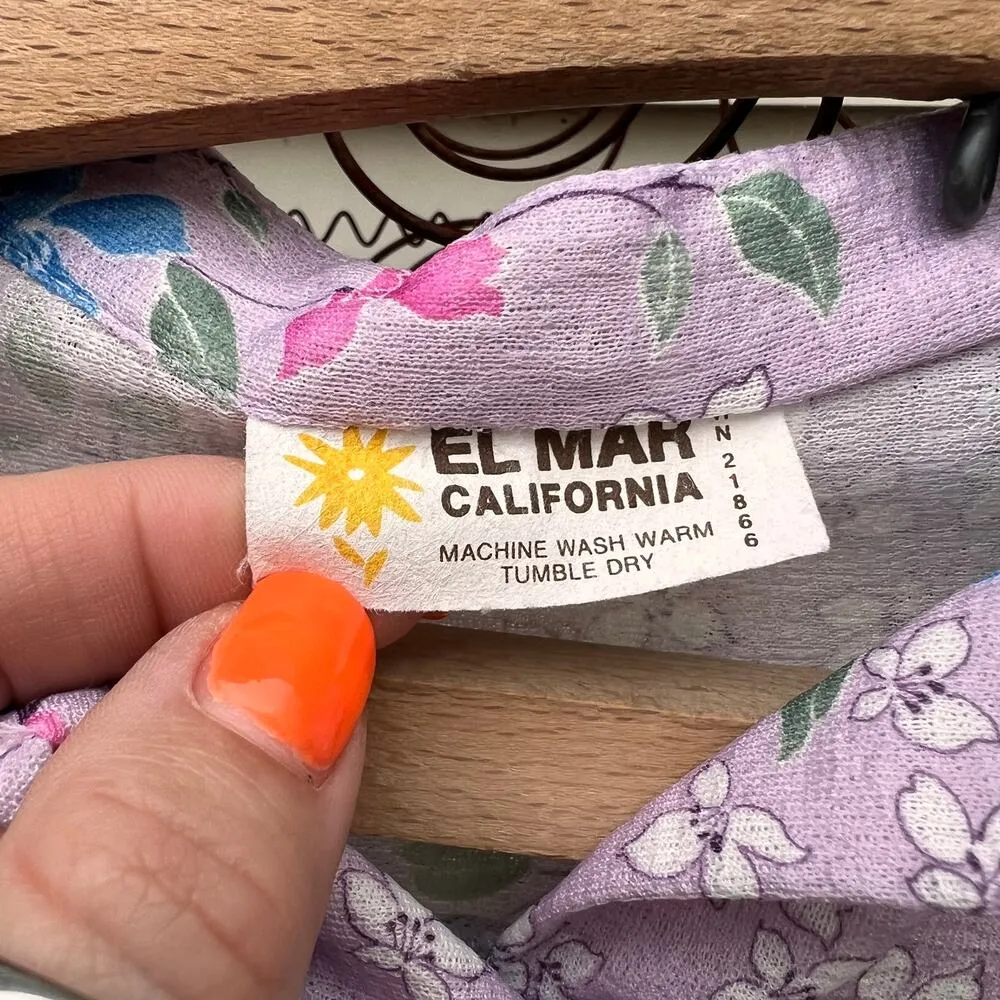 EL MAR
CALIFORNIA
MACHINE WASH WARM
TUMBLE DRY
N 21866